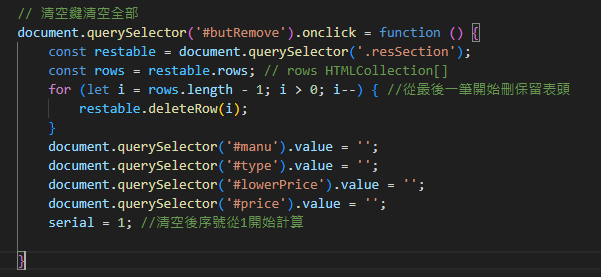 // 清空鍵清空全部
document.querySelector('#butRemove').onclick = function () {
    const restable = document.querySelector('.resSection');
    const rows = restable.rows; // rows HTMLCollection[]
    for (let i = rows.length - 1; i > 0; i--) { //從最後一筆開始刪保留表頭
        restable.deleteRow(i);
    }
    document.querySelector('#manu').value = '';
    document.querySelector('#type').value = '';
    document.querySelector('#lowerPrice').value = '';
    document.querySelector('#price').value = '';
    serial = 1; //清空後序號從1開始計算
}